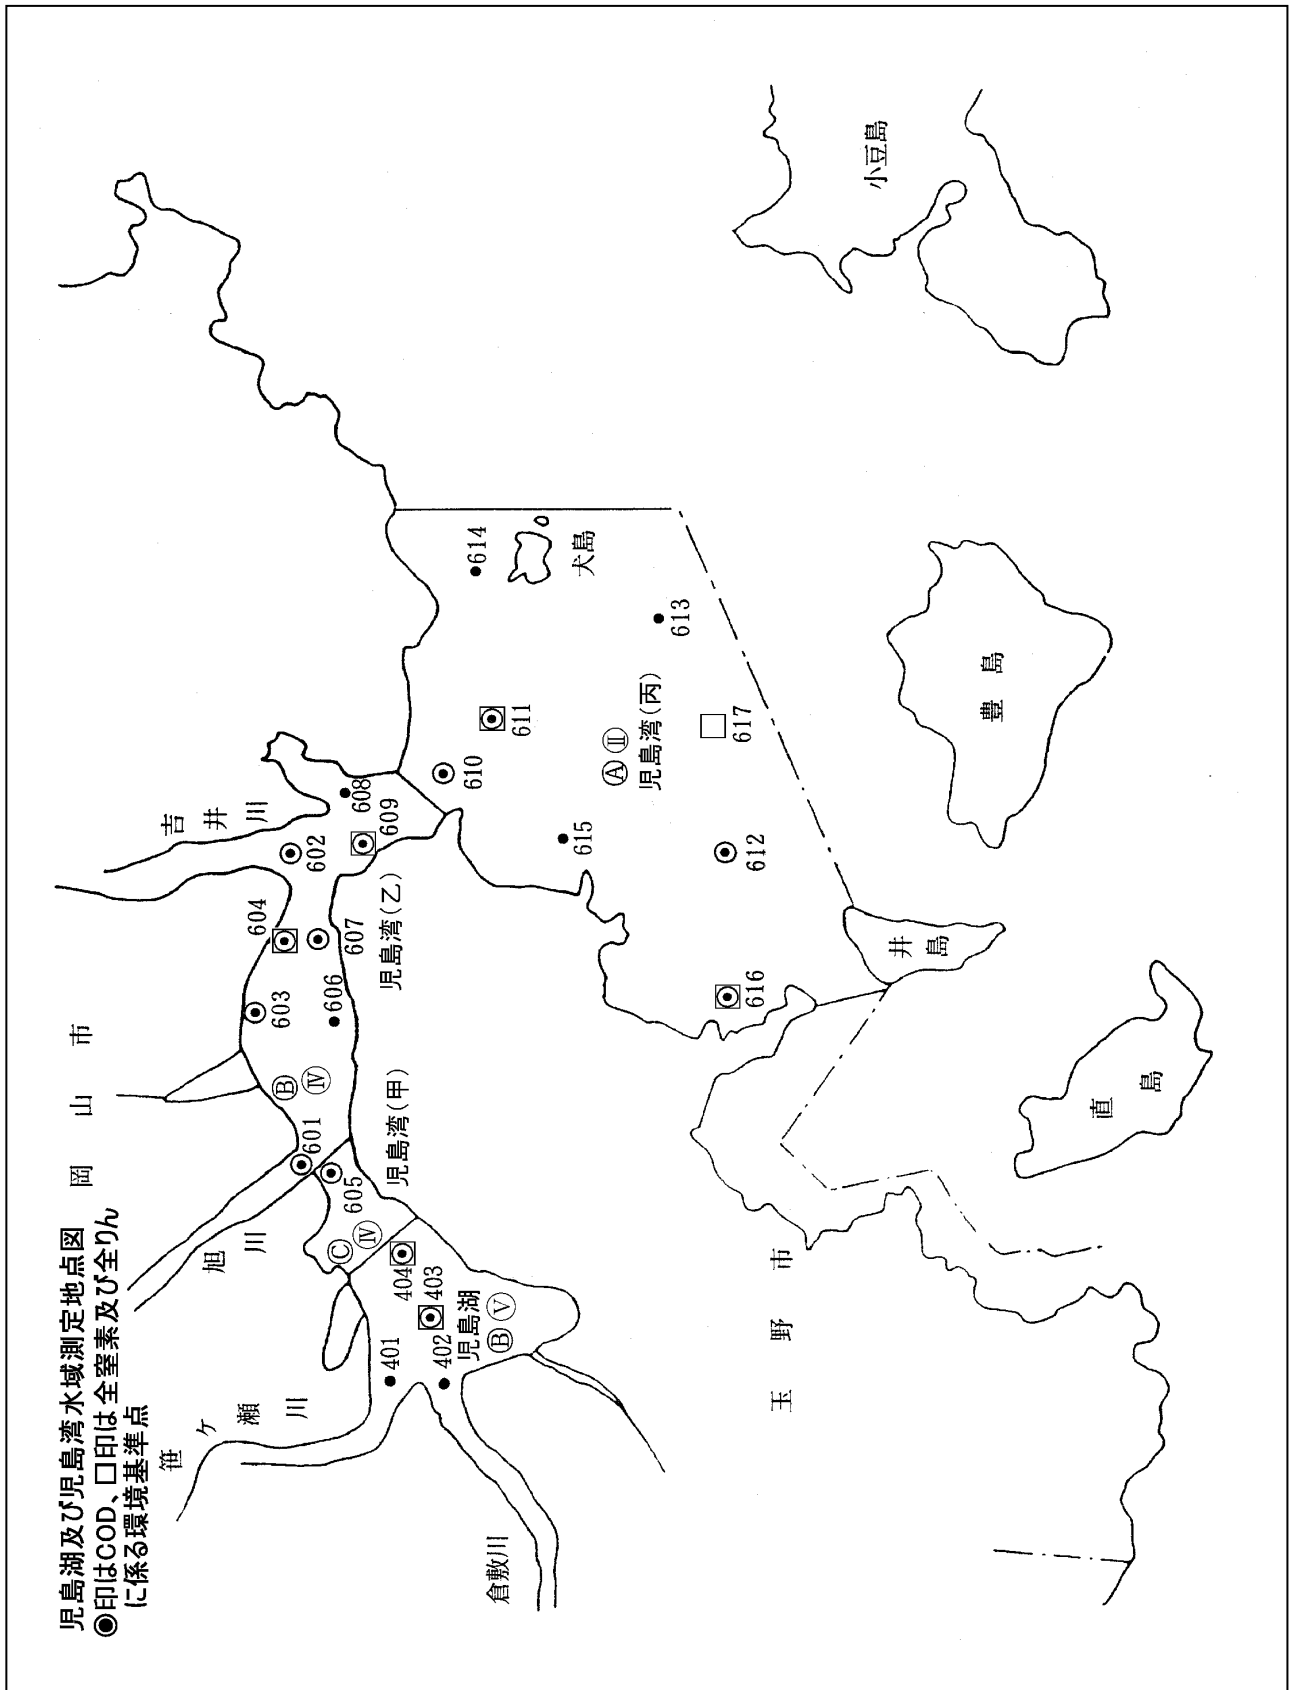 児島湖及び児島湾水域測定地点図
◉印はCOD、□印は全窒素及び全りん
に係る環境基準点
笹ヶ瀬川
旭川
岡山市
吉井川
倉敷川
玉野市
401
402
403
404
児島湖
Ⓑ Ⓥ
Ⓒ
Ⅳ
605
601
児島湾(甲)
Ⓑ
Ⅳ
603
606
604
607
児島湾(乙)
602
609
608
610
611
614
犬島
613
Ⓐ Ⅱ
児島湾(丙)
617
615
612
616
井島
直島
豊島
小豆島